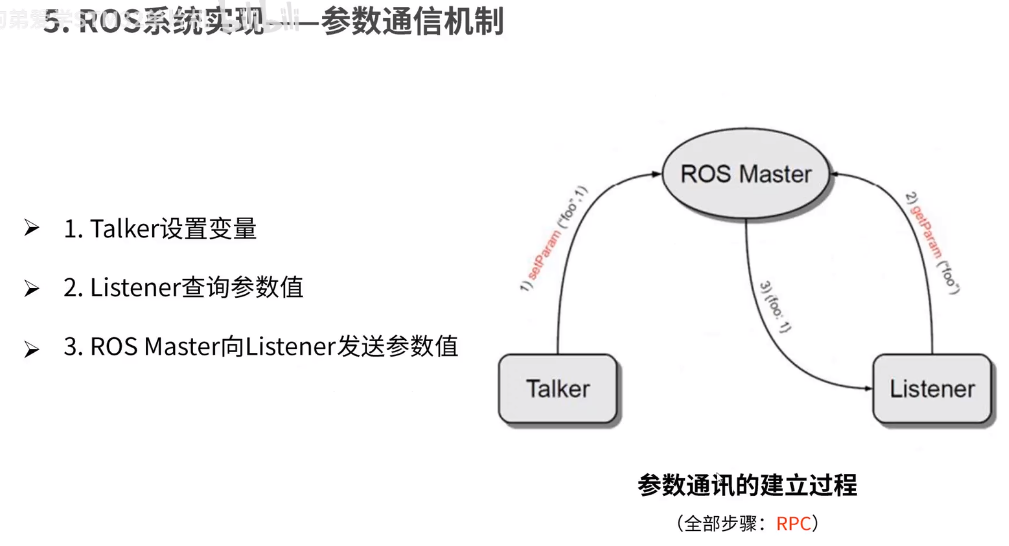 5. ROS系统实现——参数通信机制
➢ 1. Talker设置变量
➢ 2. Listener查询参数值
➢ 3. ROS Master向Listener发送参数值
ROS Master
1) setParam ("foo",1)
2) getParam ("foo")
3) {foo: 1}
Talker
Listener
参数通讯的建立过程
（全部步骤：RPC）